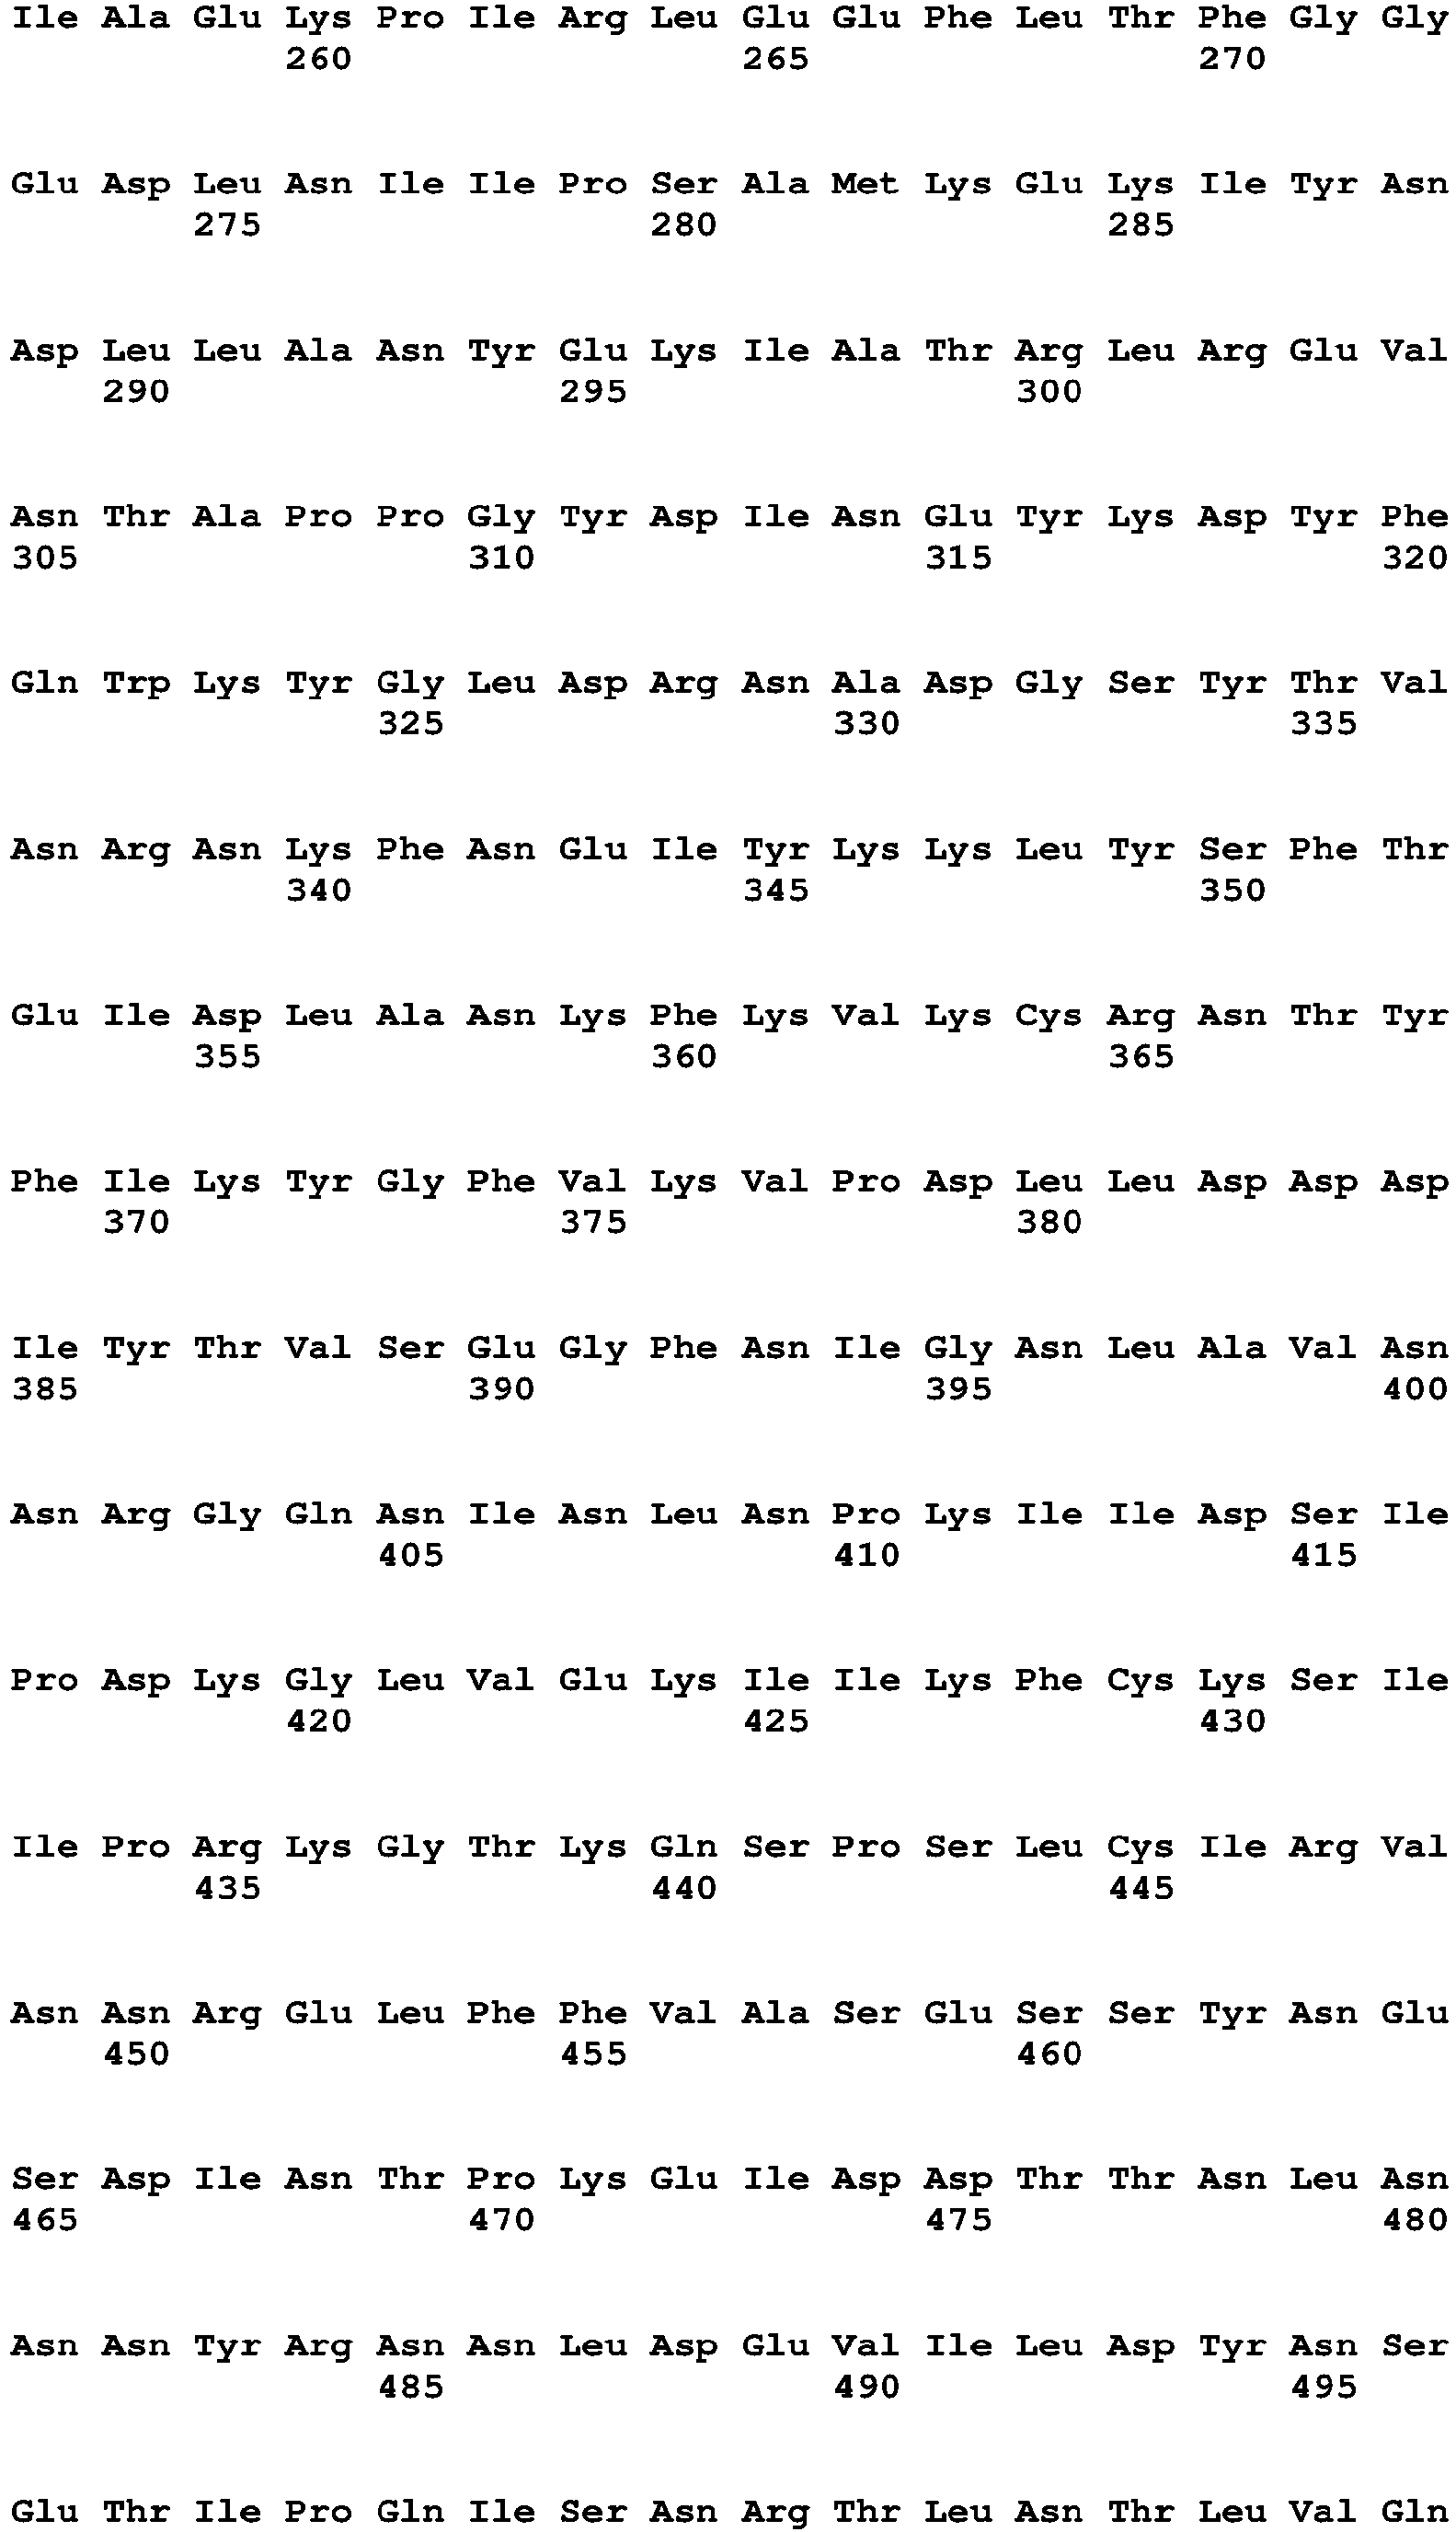 Ile Ala Glu Lys Pro Ile Arg Leu Glu Glu Phe Leu Thr Phe Gly Gly
260 265 270
Glu Asp Leu Asn Ile Ile Pro Ser Ala Met Lys Glu Lys Ile Tyr Asn
275 280 285
Asp Leu Leu Ala Asn Tyr Glu Lys Ile Ala Thr Arg Leu Arg Glu Val
290 295 300
Asn Thr Ala Pro Pro Gly Tyr Asp Ile Asn Glu Tyr Lys Asp Tyr Phe
305 310 315 320
Gln Trp Lys Tyr Gly Leu Asp Arg Asn Ala Asp Gly Ser Tyr Thr Val
325 330 335
Asn Arg Asn Lys Phe Asn Glu Ile Tyr Lys Lys Leu Tyr Ser Phe Thr
340 345 350
Glu Ile Asp Leu Ala Asn Lys Phe Lys Val Lys Cys Arg Asn Thr Tyr
355 360 365
Phe Ile Lys Tyr Gly Phe Val Lys Val Pro Asp Leu Leu Asp Asp Asp
370 375 380
Ile Tyr Thr Val Ser Glu Gly Phe Asn Ile Gly Asn Leu Ala Val Asn
385 390 395 400
Asn Arg Gly Gln Asn Ile Asn Leu Asn Pro Lys Ile Ile Asp Ser Ile
405 410 415
Pro Asp Lys Gly Leu Val Glu Lys Ile Ile Lys Phe Cys Lys Ser Ile
420 425 430
Ile Pro Arg Lys Gly Thr Lys Gln Ser Pro Ser Leu Cys Ile Arg Val
435 440 445
Asn Asn Arg Glu Leu Phe Phe Val Ala Ser Glu Ser Ser Tyr Asn Glu
450 455 460
Ser Asp Ile Asn Thr Pro Lys Glu Ile Asp Asp Thr Thr Asn Leu Asn
465 470 475 480
Asn Asn Tyr Arg Asn Asn Leu Asp Glu Val Ile Leu Asp Tyr Asn Ser
485 490 495
Glu Thr Ile Pro Gln Ile Ser Asn Arg Thr Leu Asn Thr Leu Val Gln